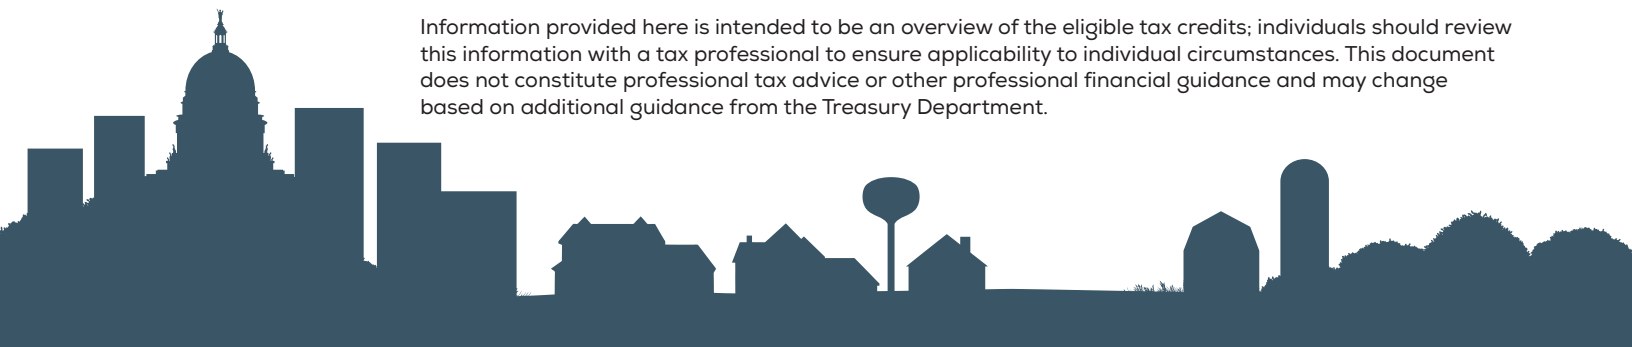 Information provided here is intended to be an overview of the eligible tax credits; individuals should review
this information with a tax professional to ensure applicability to individual circumstances. This document
does not constitute professional tax advice or other professional financial guidance and may change
based on additional guidance from the Treasury Department.